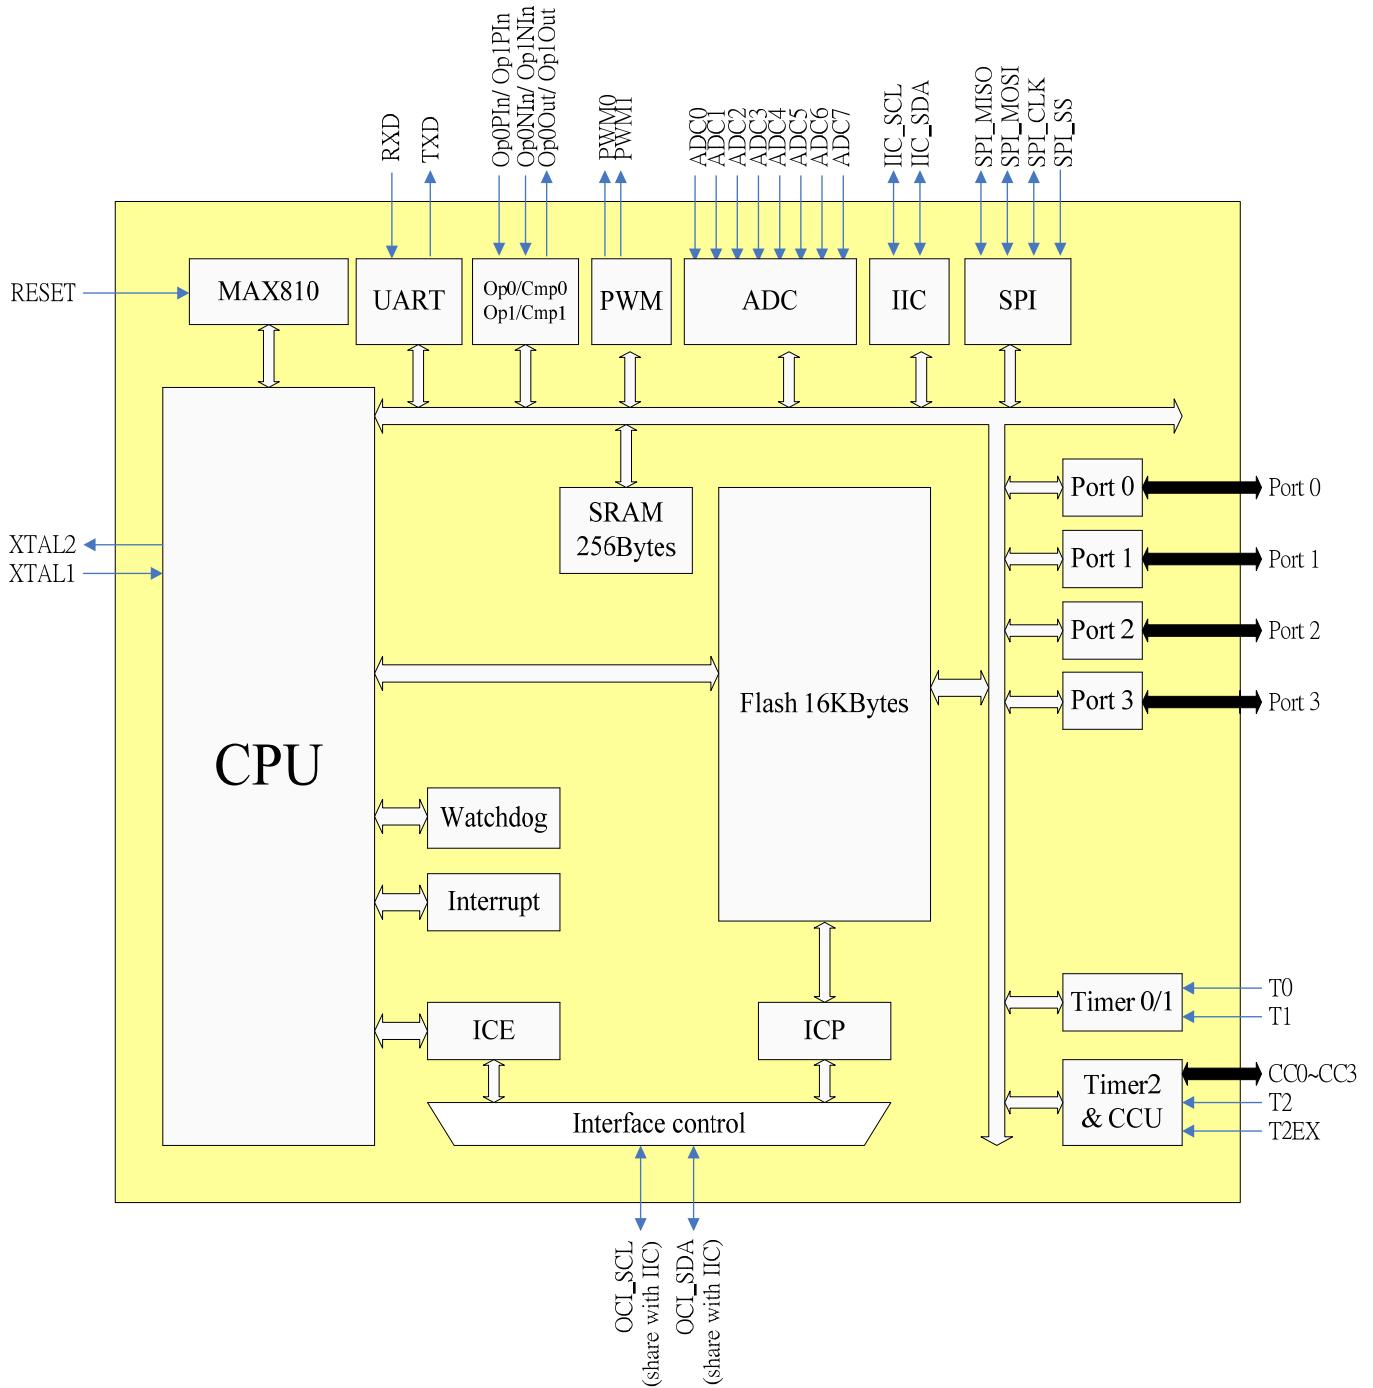 Op0PIn/ Op1PIn
Op0NIn/ Op1NIn
Op0Out/ Op1Out
RXD
TXD
PWM0
PWM1
ADC0
ADC1
ADC2
ADC3
ADC4
ADC5
ADC6
ADC7
IIC_SCL
IIC_SDA
SPI_MISO
SPI_MOSI
SPI_CLK
SPI_SS
RESET
MAX810
UART
Op0/Cmp0
Op1/Cmp1
PWM
ADC
IIC
SPI
SRAM
256Bytes
Port 0
Port 0
Port 1
Port 1
Port 2
Port 2
Port 3
Port 3
XTAL2
XTAL1
CPU
Flash 16KBytes
Watchdog
Interrupt
ICE
ICP
Interface control
Timer 0/1
T0
T1
Timer2
& CCU
CC0~CC3
T2
T2EX
OCI_SCL
(share with IIC)
OCI_SDA
(share with IIC)